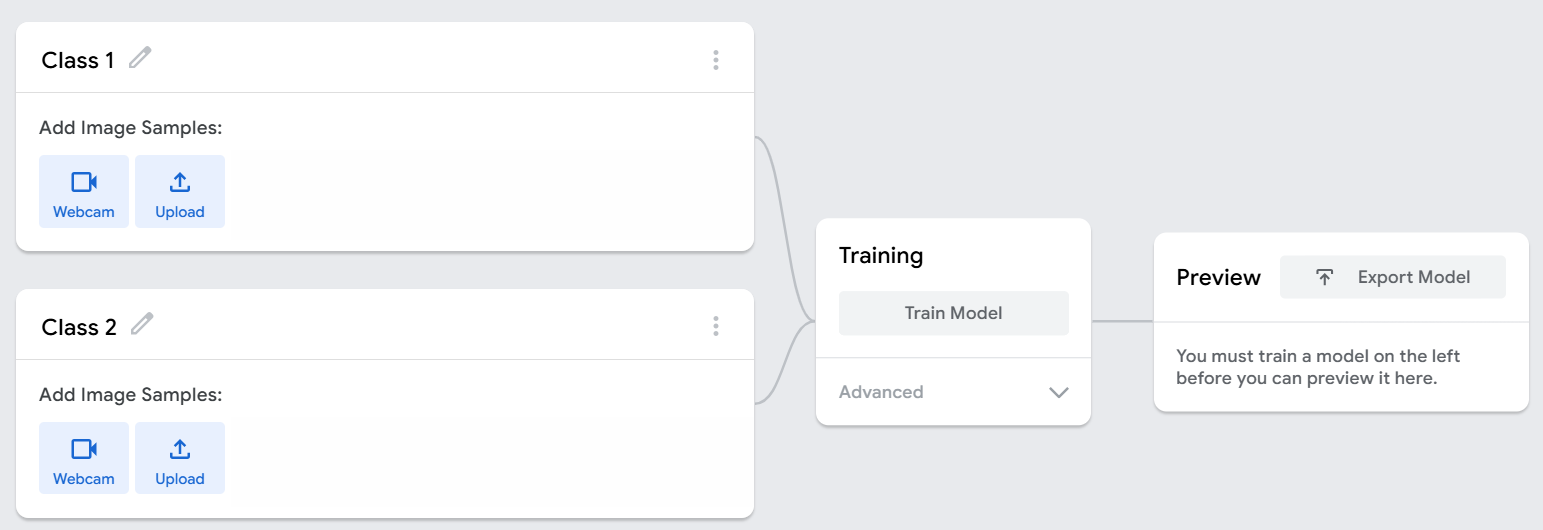 Class 1
Add Image Samples:
Webcam Upload
Class 2
Add Image Samples:
Webcam Upload
Training
Train Model
Advanced
Preview Export Model
You must train a model on the left
before you can preview it here.